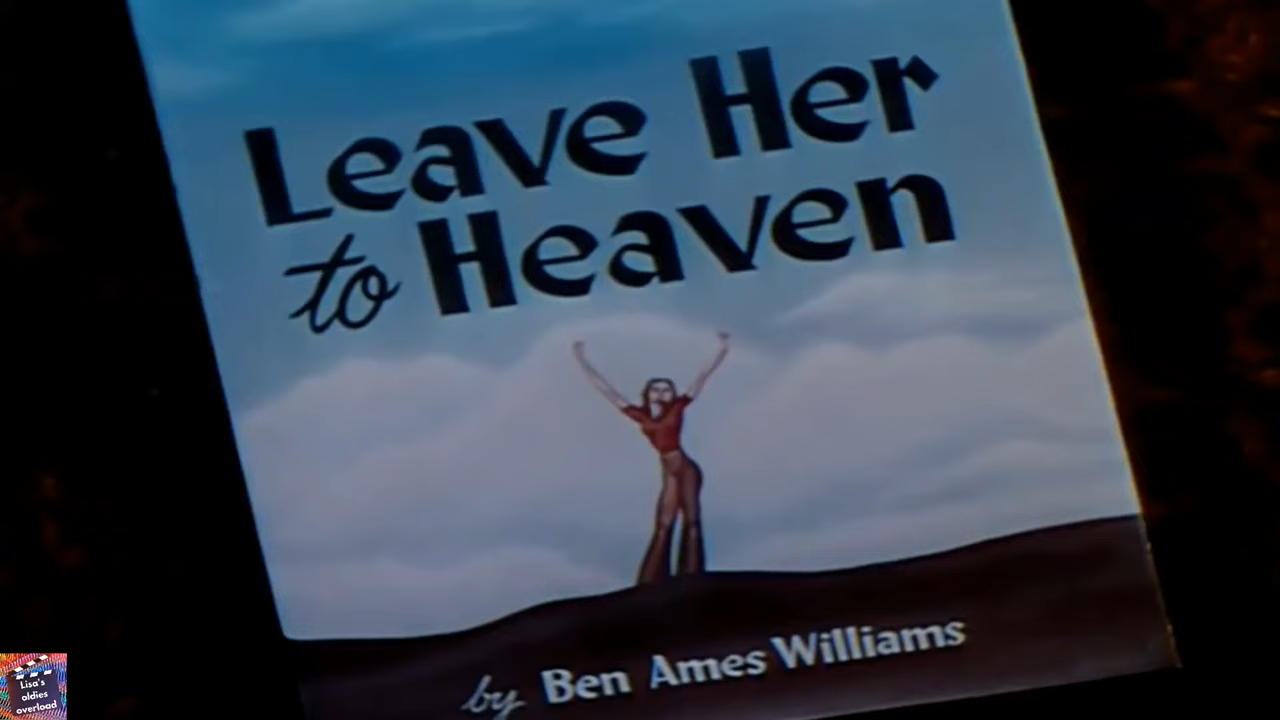 Leave Her
to Heaven
by Ben Ames Williams
Lisa's
oldies
overload